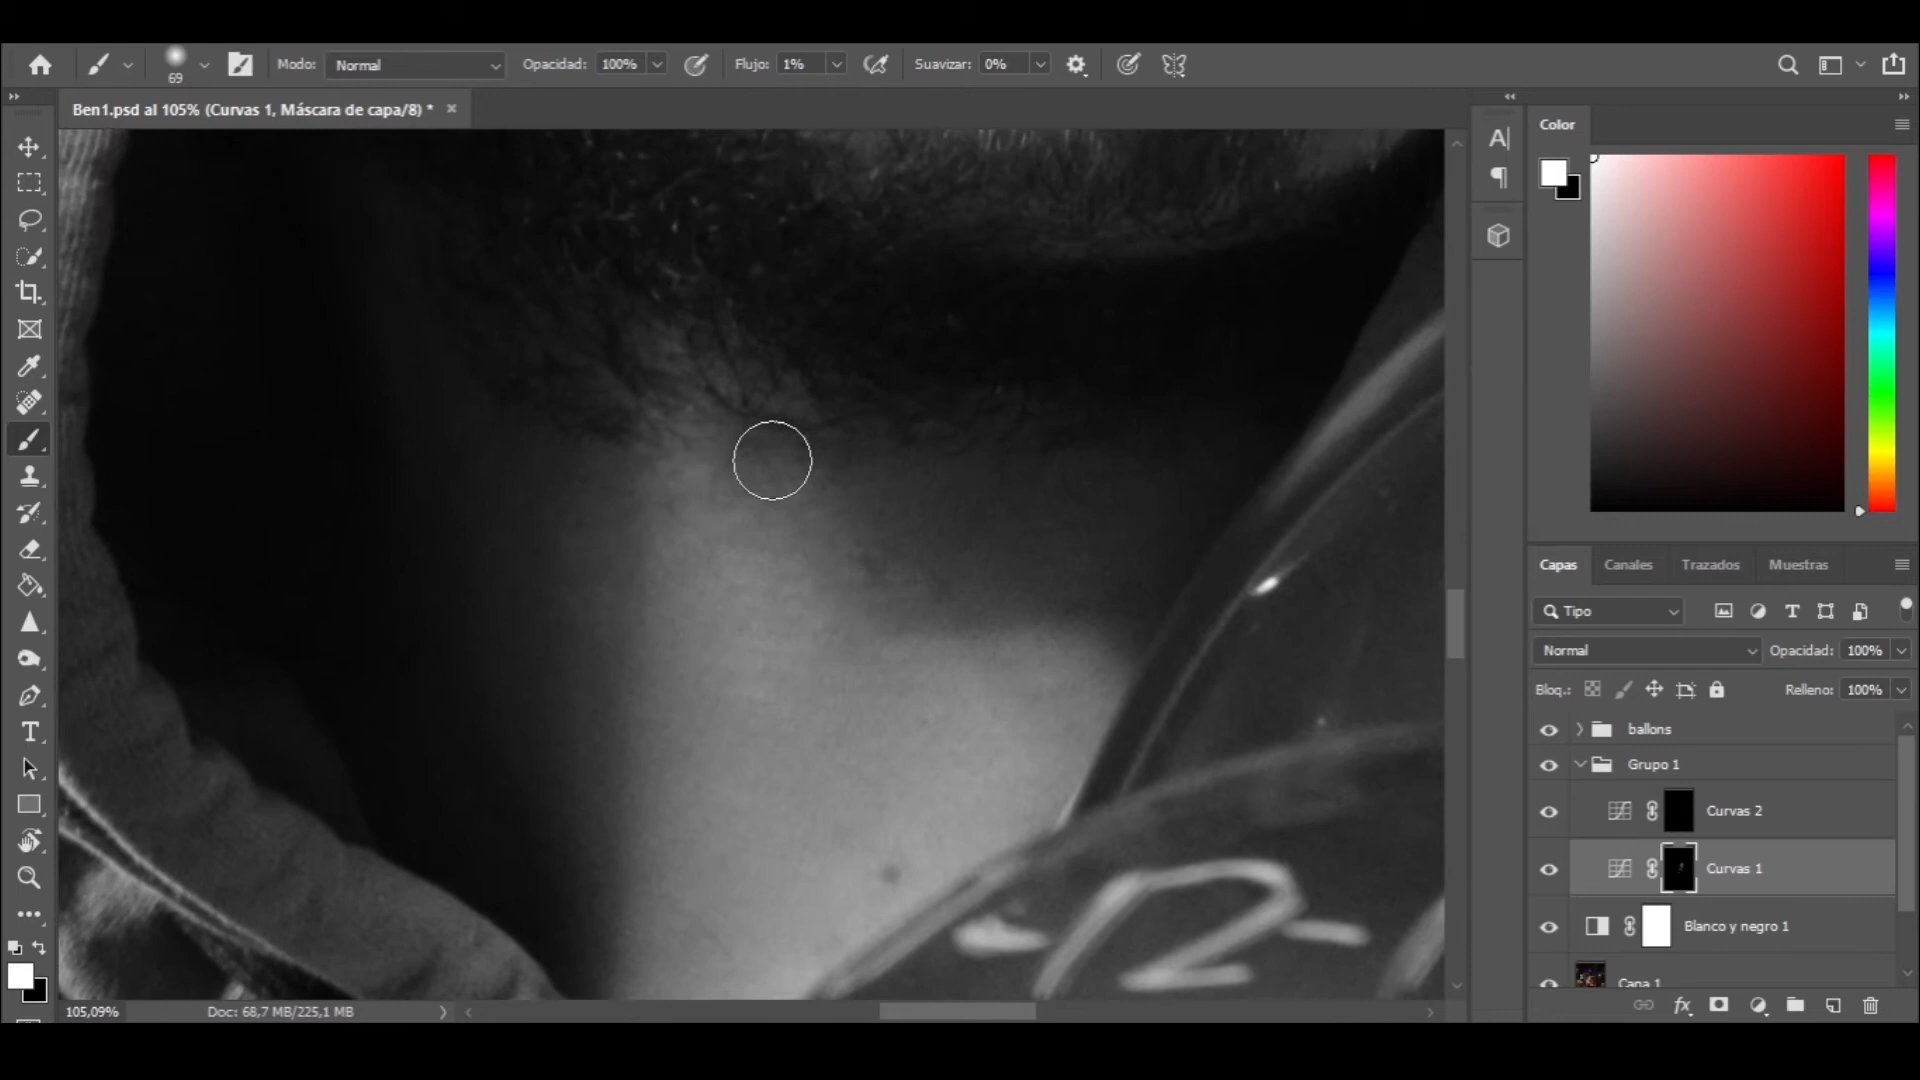 69
Modo: Normal Opacidad: 100% Flujo: 1% Suavizar: 0%
Ben1.psd al 105% (Curvas 1, Máscara de capa/8) *
Color
Capas Canales Trazados Muestras
Tipo
Normal Opacidad: 100%
Bloq.: Relleno: 100%
ballons
Grupo 1
Curvas 2
Curvas 1
Blanco y negro 1
Capa 1
-2-
105,09% Doc: 68,7 MB/225,1 MB